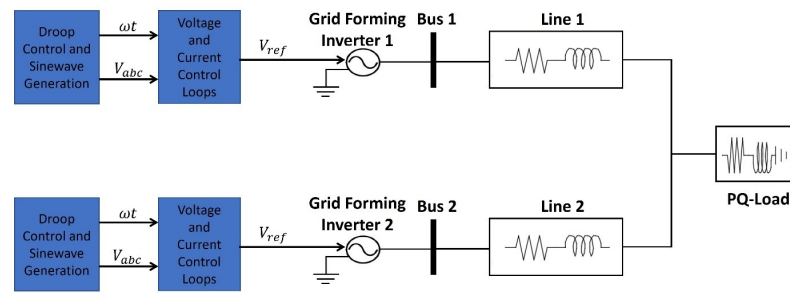 Droop
Control and
Sinewave
Generation
ωt
V_abc
Voltage
and
Current
Control
Loops
V_ref
Grid Forming
Inverter 1
Bus 1
Line 1
PQ-Load
Droop
Control and
Sinewave
Generation
ωt
V_abc
Voltage
and
Current
Control
Loops
V_ref
Grid Forming
Inverter 2
Bus 2
Line 2